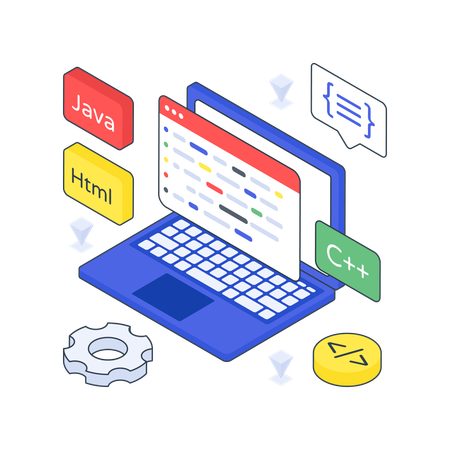 Java
{≡}
Html
C++
</>